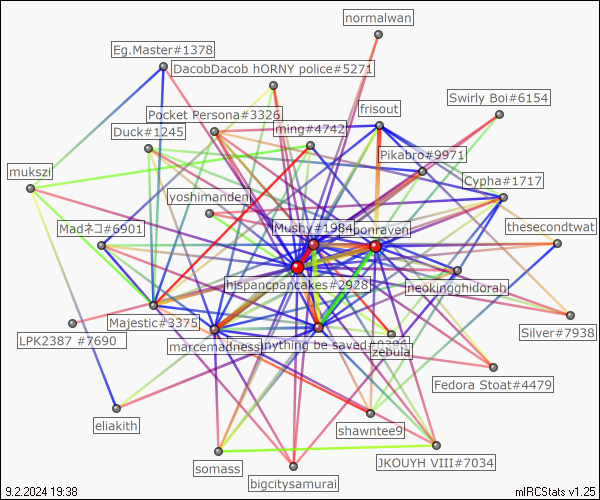 normalwan
Eg.Master#1378
DacobDacob hORNY police#5271
Swirly Boi#6154
Pocket Persona#3326
frisout
Duck#1245
ming#4742
Pikabro#9971
mukszi
Cypha#1717
yoshimanden
Madネコ#6901
Mushy#1984
bonraven
thesecondtwat
hispancpancakes#2928
neokingghidorah
Majestic#3375
Silver#7938
LPK2387 #7690
marcemadness
nything be saved
zebula
Fedora Stoat#4479
eliakith
shawntee9
somass
JKOUYH VIII#7034
bigcitysamurai
9.2.2024 19:38
mIRCStats v1.25